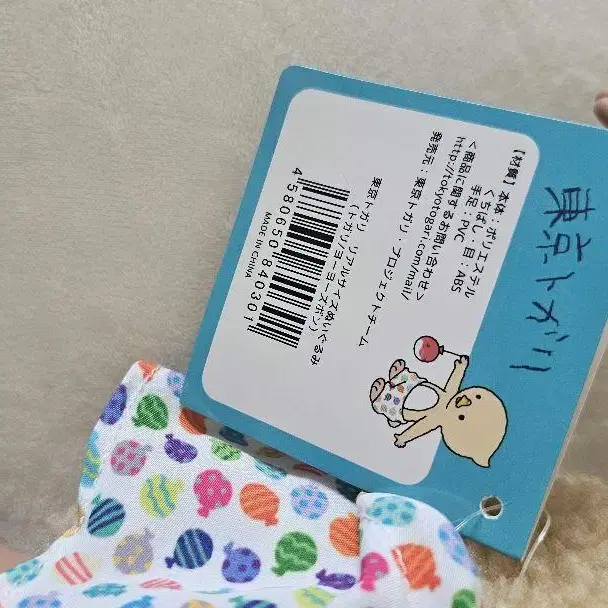 東京トガリ
【材質】本体：ポリエステル
くちばし・目：ABS
手足：PVC
<商品に関するお問い合わせ>
http://tokyotogari.com/mail/
発売元：東京トガリ・プロジェクトチーム
東京トガリ リアルサイズぬいぐるみ
(トガリ/ヨーヨーズボン)
4 580650 840301
MADE IN CHINA